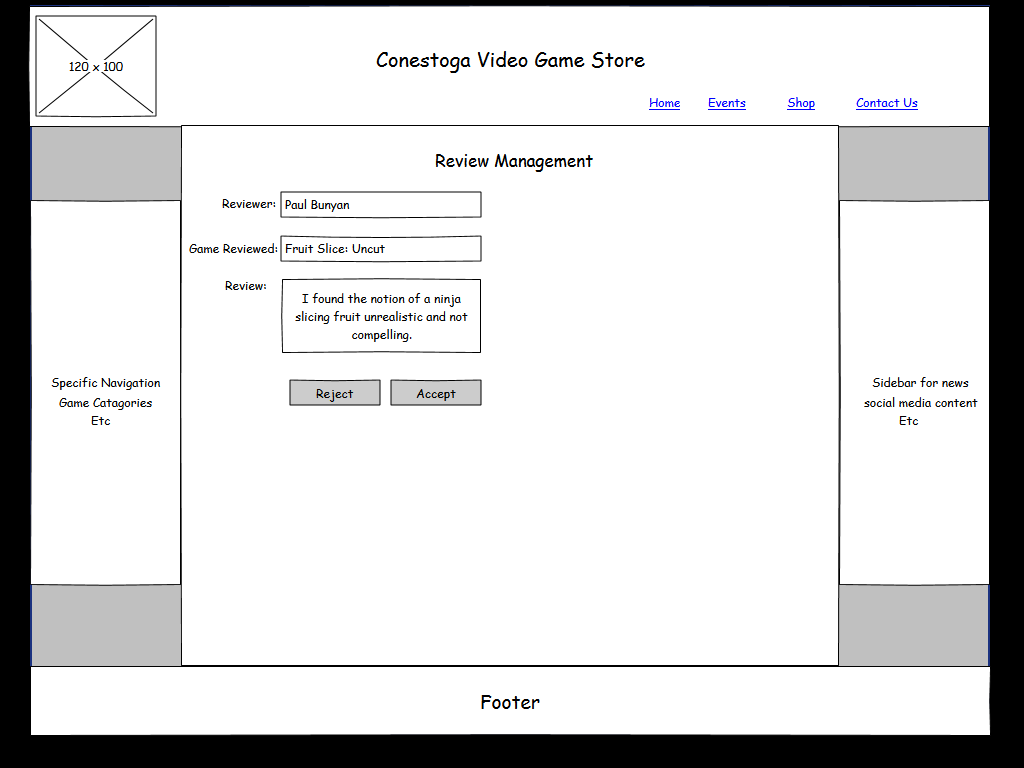 120 x 100
Conestoga Video Game Store
Home Events Shop Contact Us
Review Management
Reviewer: Paul Bunyan
Game Reviewed: Fruit Slice: Uncut
Review:
I found the notion of a ninja
slicing fruit unrealistic and not
compelling.
Reject Accept
Specific Navigation
Game Catagories
Etc
Sidebar for news
social media content
Etc
Footer